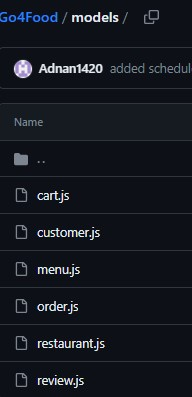 Go4Food / models /
Adnan1420 added schedul
Name
..
cart.js
customer.js
menu.js
order.js
restaurant.js
review.js